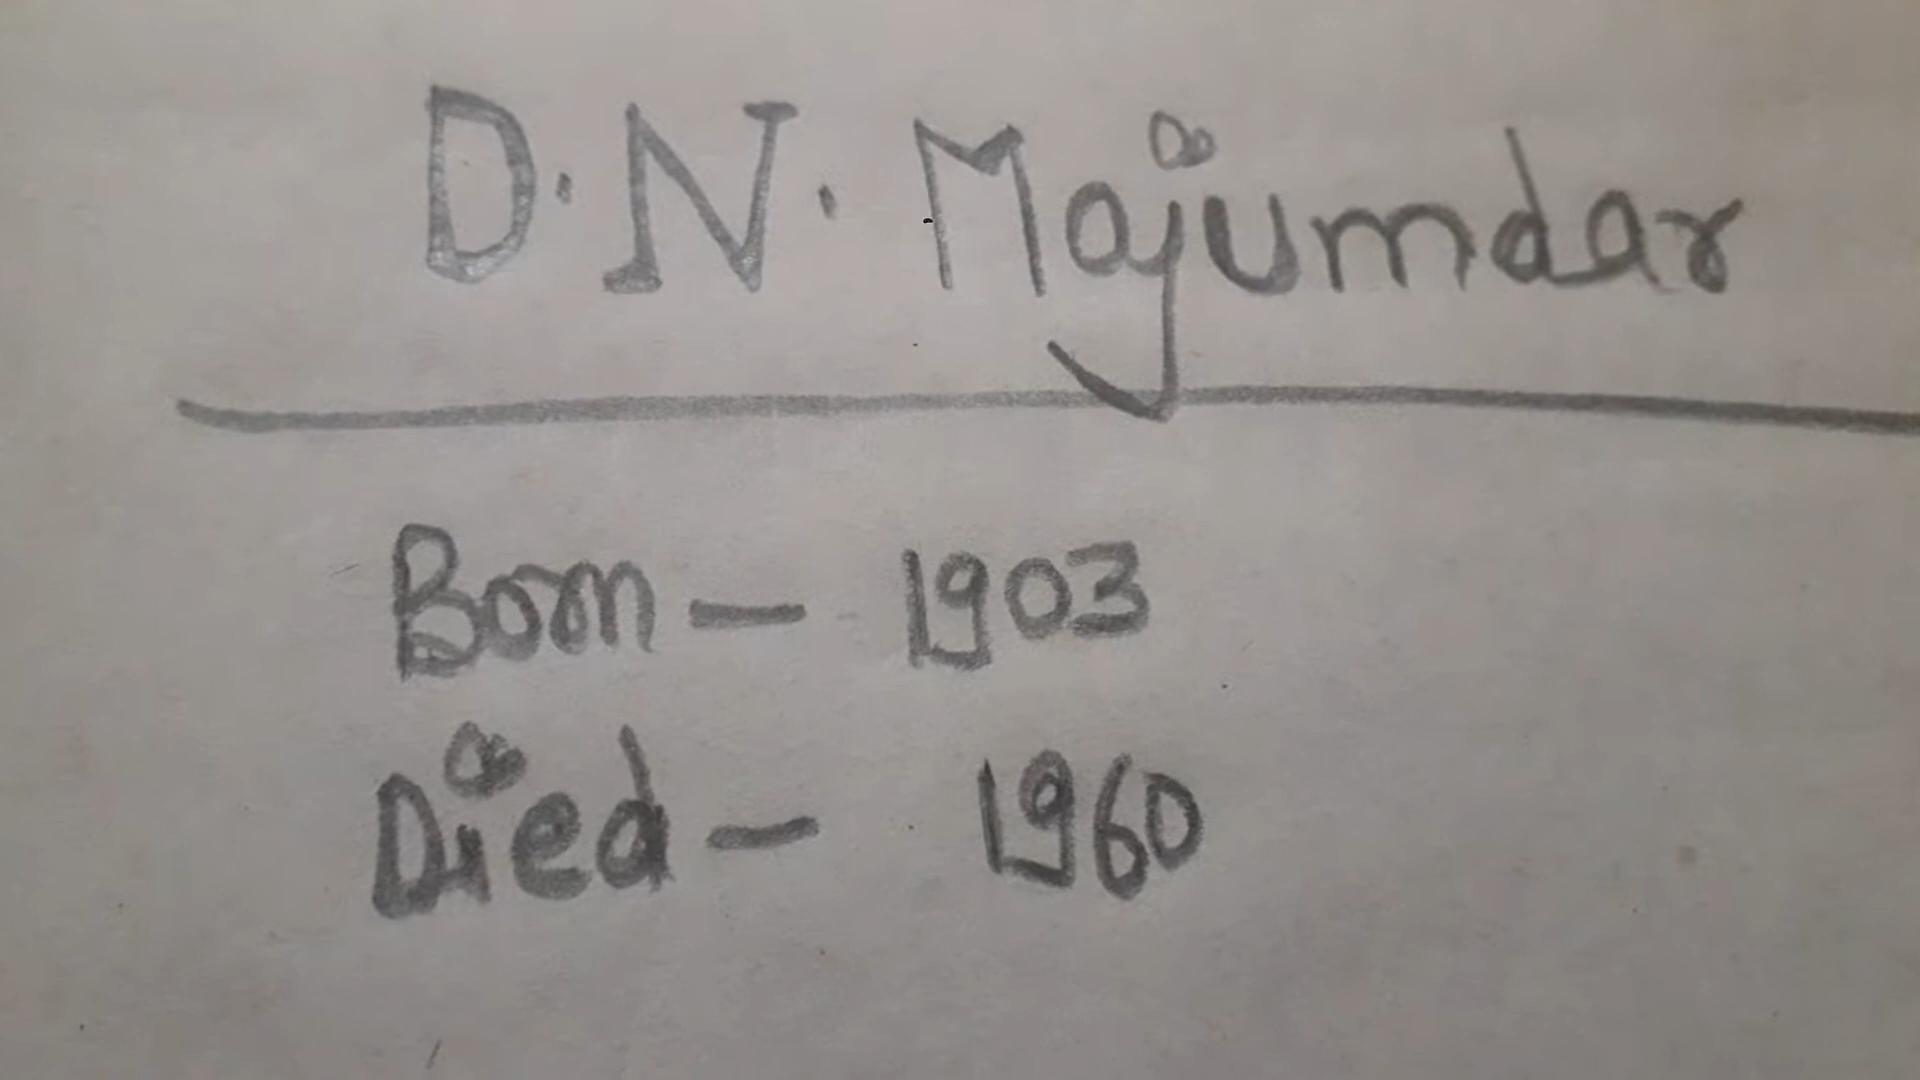 D. N. Majumdar
Born — 1903
Died — 1960